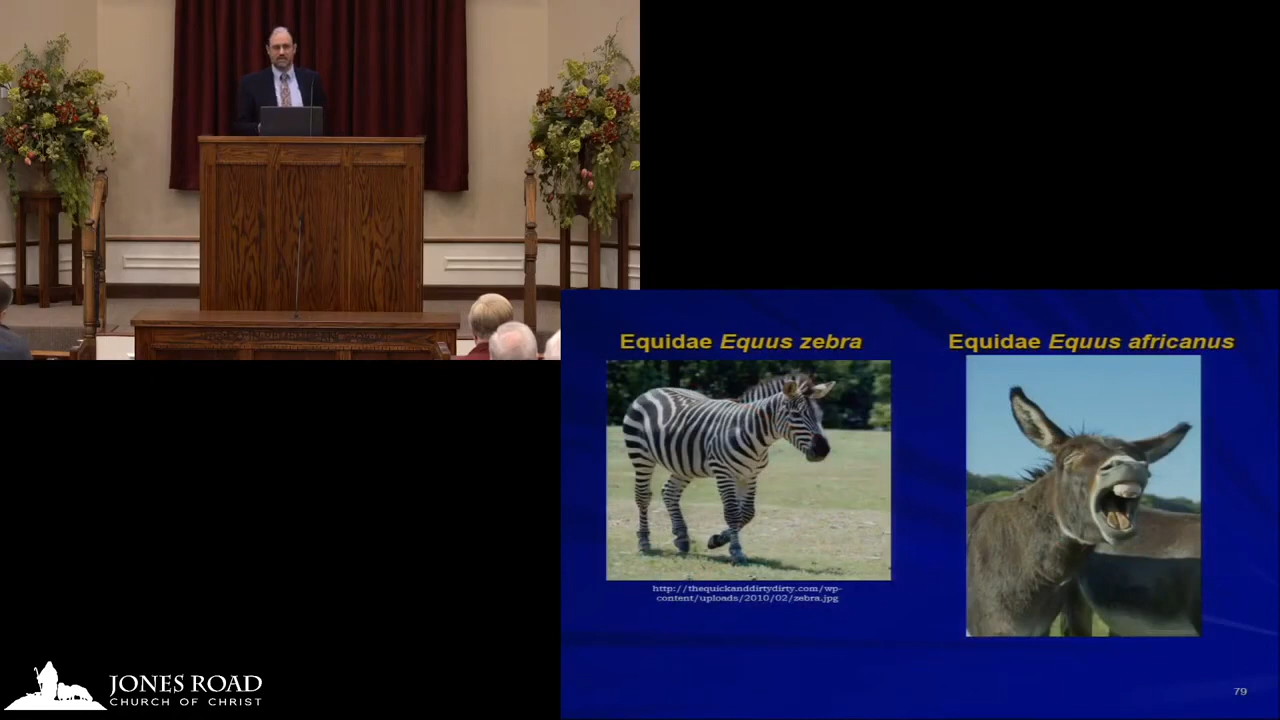 Equidae Equus zebra
Equidae Equus africanus
http://thequickanddirtydirty.com/wp-
content/uploads/2010/02/zebra.jpg
79
JONES ROAD
CHURCH OF CHRIST